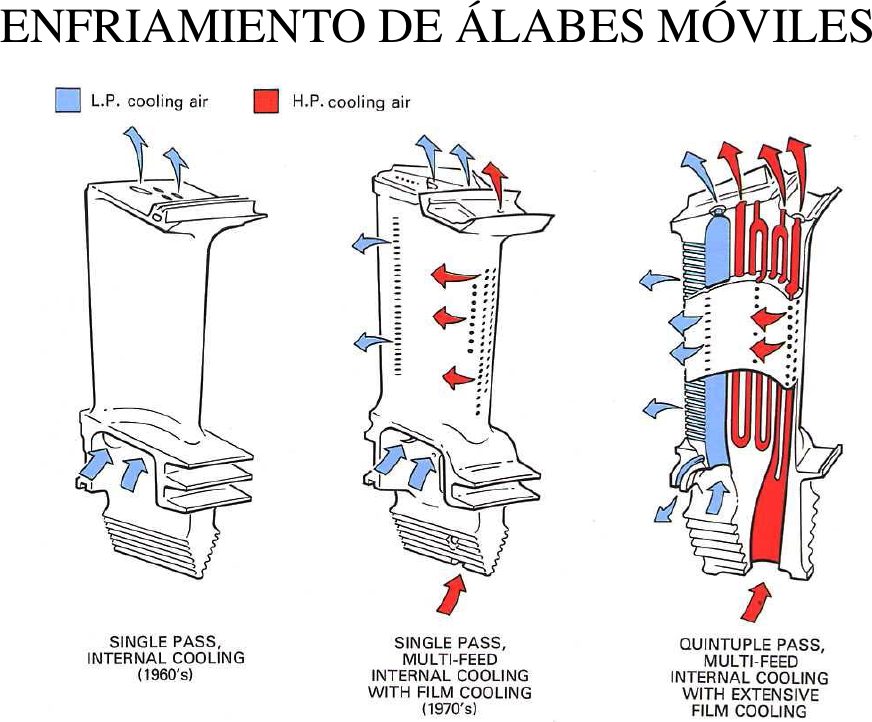 ENFRIAMIENTO DE ÁLABES MÓVILES
L.P. cooling air
H.P. cooling air
SINGLE PASS,
INTERNAL COOLING
(1960's)
SINGLE PASS,
MULTI-FEED
INTERNAL COOLING
WITH FILM COOLING
(1970's)
QUINTUPLE PASS,
MULTI-FEED
INTERNAL COOLING
WITH EXTENSIVE
FILM COOLING